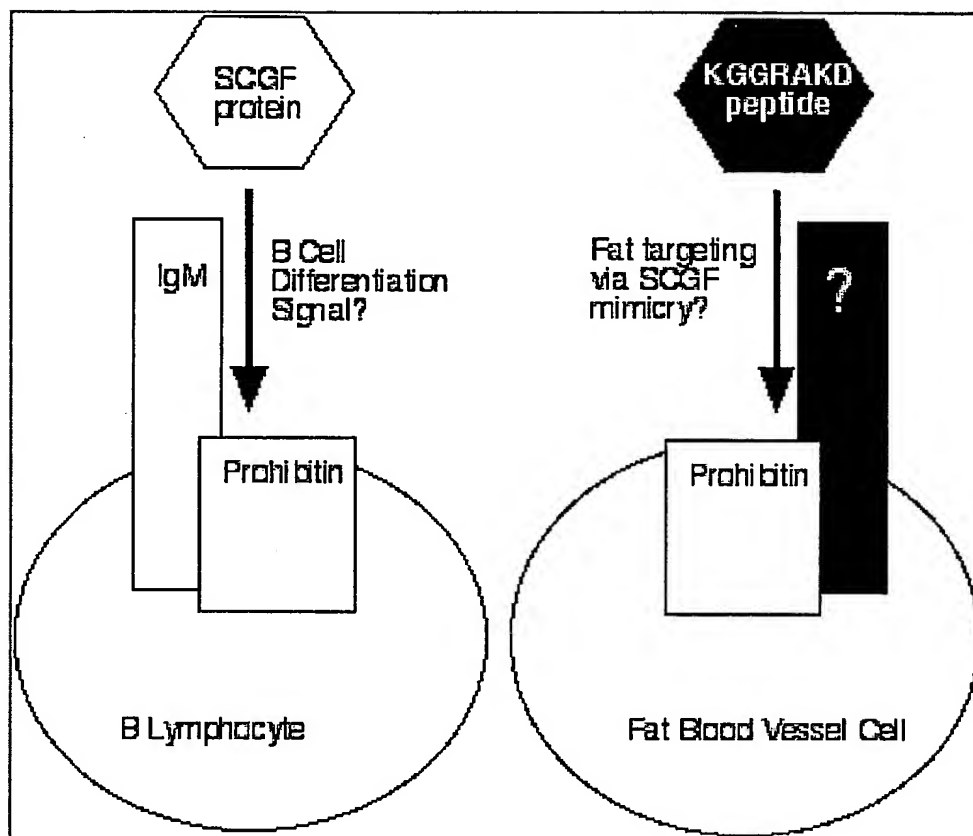 SCGF
protein
KGGRAKD
peptide
IgM
B Cell
Differentiation
Signal?
Fat targeting
via SCGF
mimicry?
?
Prohibitin
Prohibitin
B Lymphocyte
Fat Blood Vessel Cell